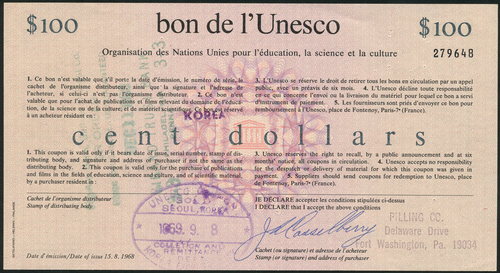 $100 bon de l'Unesco $100
Organisation des Nations Unies pour l'éducation, la science et la culture
279648
1. Ce bon n'est valable que s'il porte la date d'émission, le numéro de série, la
cachet de l'organisme distributeur, ainsi que la signature et l'adresse de
l'acheteur, si celui-ci n'est pas l'organisme distributeur. 2. Ce bon n'est
valable que pour l'achat de publications et films relevant du domaine de l'éduca-
tion, de la science ou de la culture, et de matériel scientifique. Ce bon est réservé
à un acheteur résidant en:
3. L'Unesco se réserve le droit de retirer tous les bons en circulation par un appel
public, avec un préavis de six mois. 4. L'Unesco décline toute responsabilité
en ce qui concerne l'envoi ou la livraison du matériel pour lequel ce bon a servi
d'instrument de paiement. 5. Les fournisseurs sont priés d'envoyer ce bon pour
remboursement à l'Unesco, place de Fontenoy, Paris-7e (France).
KOREA
cent dollars
1. This coupon is valid only if it bears date of issue, serial number, stamp of dis-
tributing body, and signature and address of purchaser if not the same as the
distributing body. 2. This coupon is valid only for the purchase of publications
and films in the fields of education, science and culture, and of scientific material.
by purchaser resident in:
3. Unesco reserves the right to recall, by a public announcement and at six
months' notice, all coupons in circulation. 4. Unesco accepts no responsibility
for the despatch or delivery of material for which this coupon was given in
payment. 5. Suppliers should send coupons for redemption to Unesco, place
de Fontenoy, Paris-7e (France).
Cachet de l'organisme distributeur
Stamp of distributing body
JE DÉCLARE accepter les conditions stipulées ci-dessus
I DECLARE that I accept the above conditions
SEOUL, KOREA
1969. 9. 8
COLLECTION AND
REMITTANCE
PILLING CC.
Delaware Drive
Fort Washington, Pa. 19034
Cachet (ou signature) et adresse de l'acheteur
Stamp (or signature) and address of purchaser
Date d'émission/Date of issue 15.8.1968